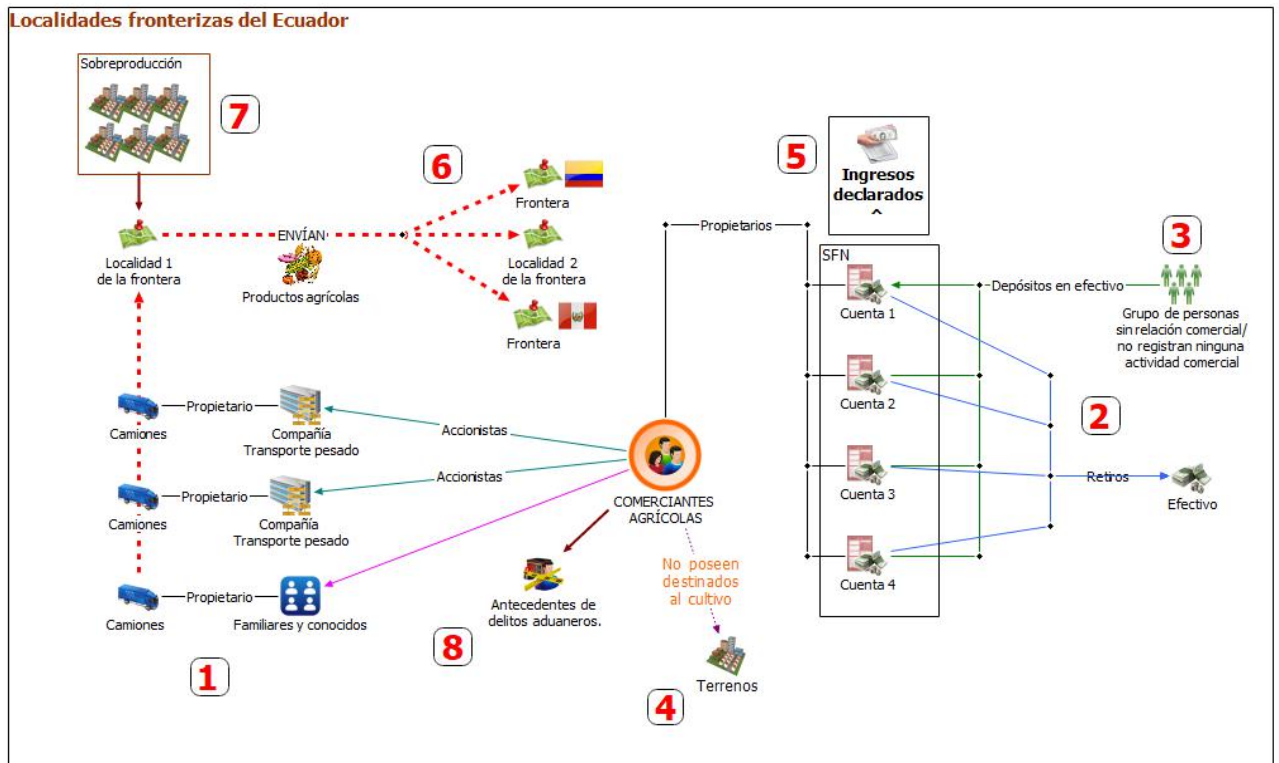 Localidades fronterizas del Ecuador
Sobreproducción
7
5
Ingresos
declarados
^
6
Frontera
3
Propietarios
ENVÍAN
SFN
Localidad 1
de la frontera
Localidad 2
de la frontera
Depósitos en efectivo
Productos agrícolas
Cuenta 1
Grupo de personas
sin relación comercial/
no registran ninguna
actividad comercial
Frontera
Propietario
Camiones
Compañía
Transporte pesado
Accionistas
Cuenta 2
2
Accionistas
Propietario
Camiones
Compañía
Transporte pesado
COMERCIANTES
AGRÍCOLAS
Cuenta 3
Retiros
Efectivo
No poseen
destinados
al cultivo
Cuenta 4
Propietario
Camiones
Familiares y conocidos
Antecedentes de
delitos aduaneros.
8
1
Terrenos
4